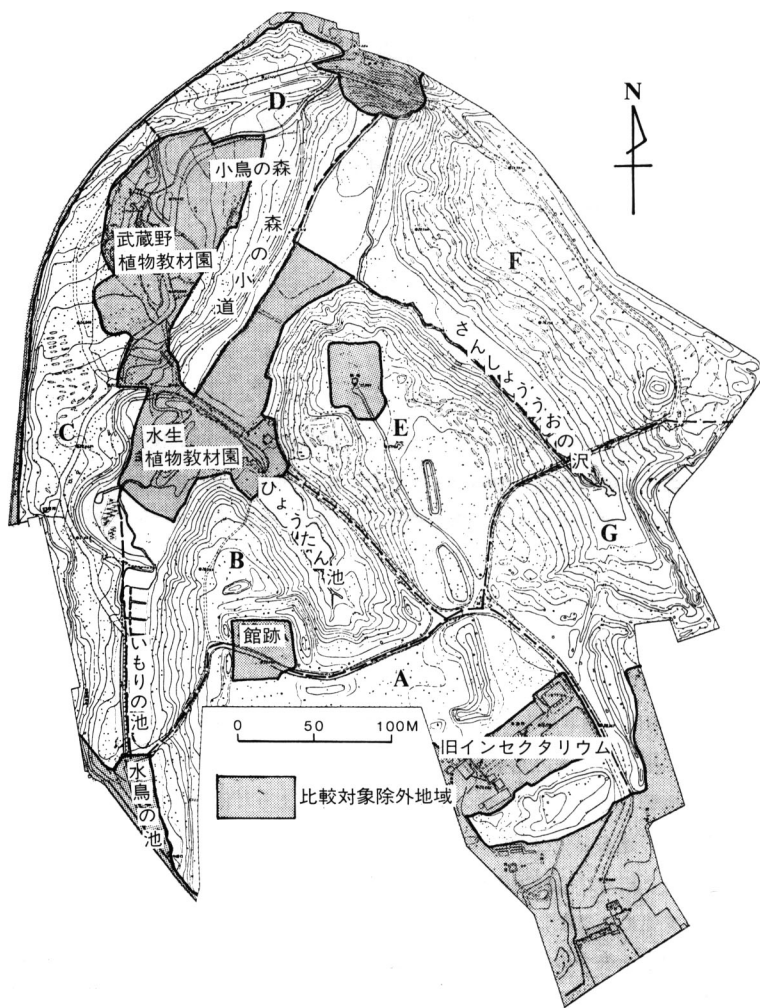 N
D
小鳥の森
森の小道
武蔵野
植物教材園
F
さんしょううおの沢
C
E
水生
植物教材園
ひょうたん池
G
B
館跡
いもりの池
A
0 50 100M
旧インセクタリウム
比較対象除外地域
水鳥の池